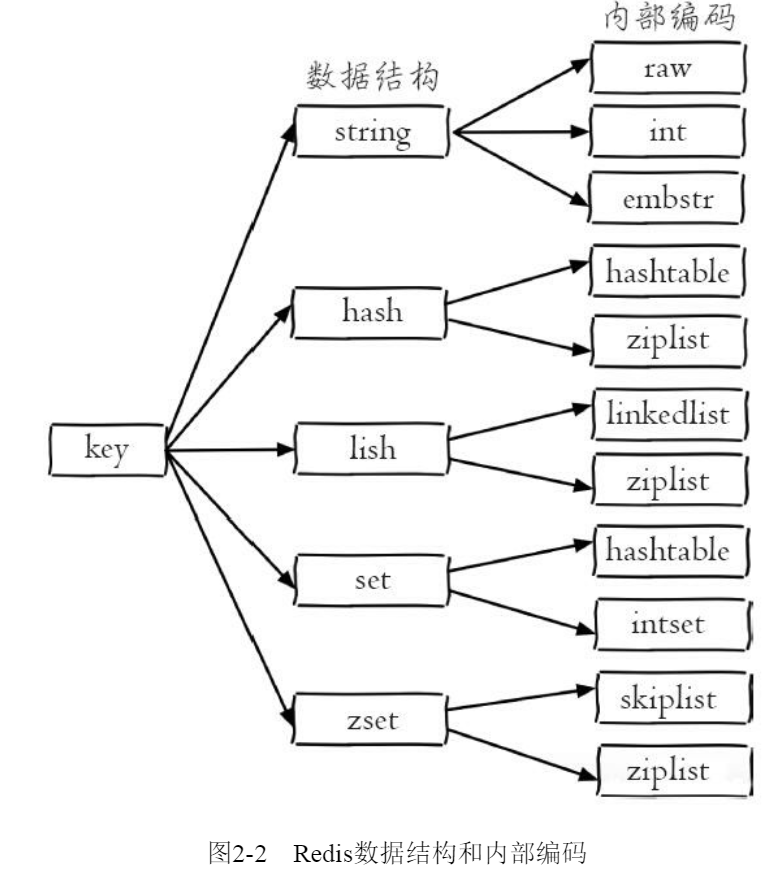 内部编码
数据结构
raw
string
int
embstr
hash
hashtable
ziplist
key
lish
linkedlist
ziplist
set
hashtable
intset
zset
skiplist
ziplist
图2-2 Redis数据结构和内部编码